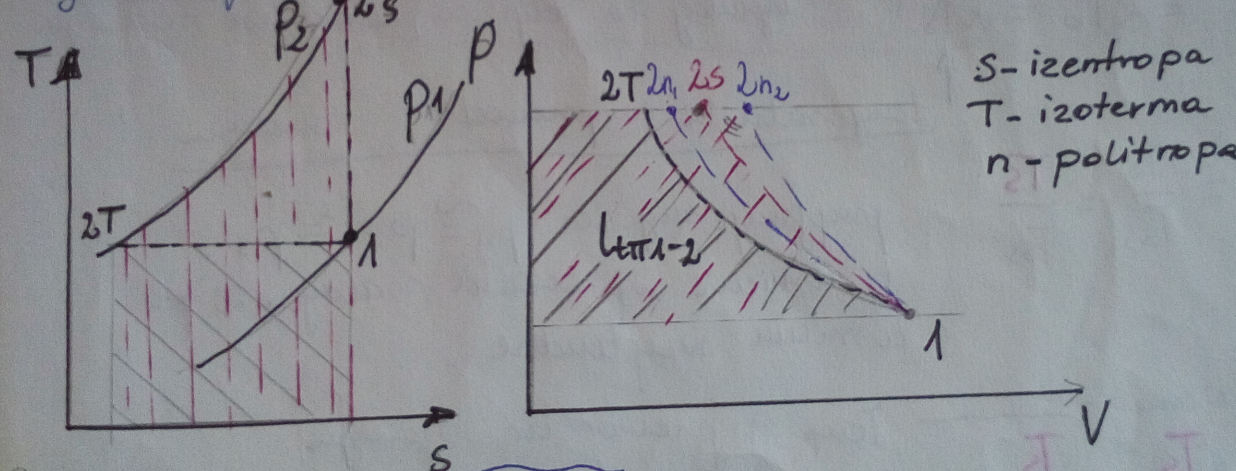 T
P2
2s
P1
2T
1
s
P
2T 2n₁ 2s 2n₂
ltπ1-2
1
V
s-izentropa
T-izoterma
n-politropa